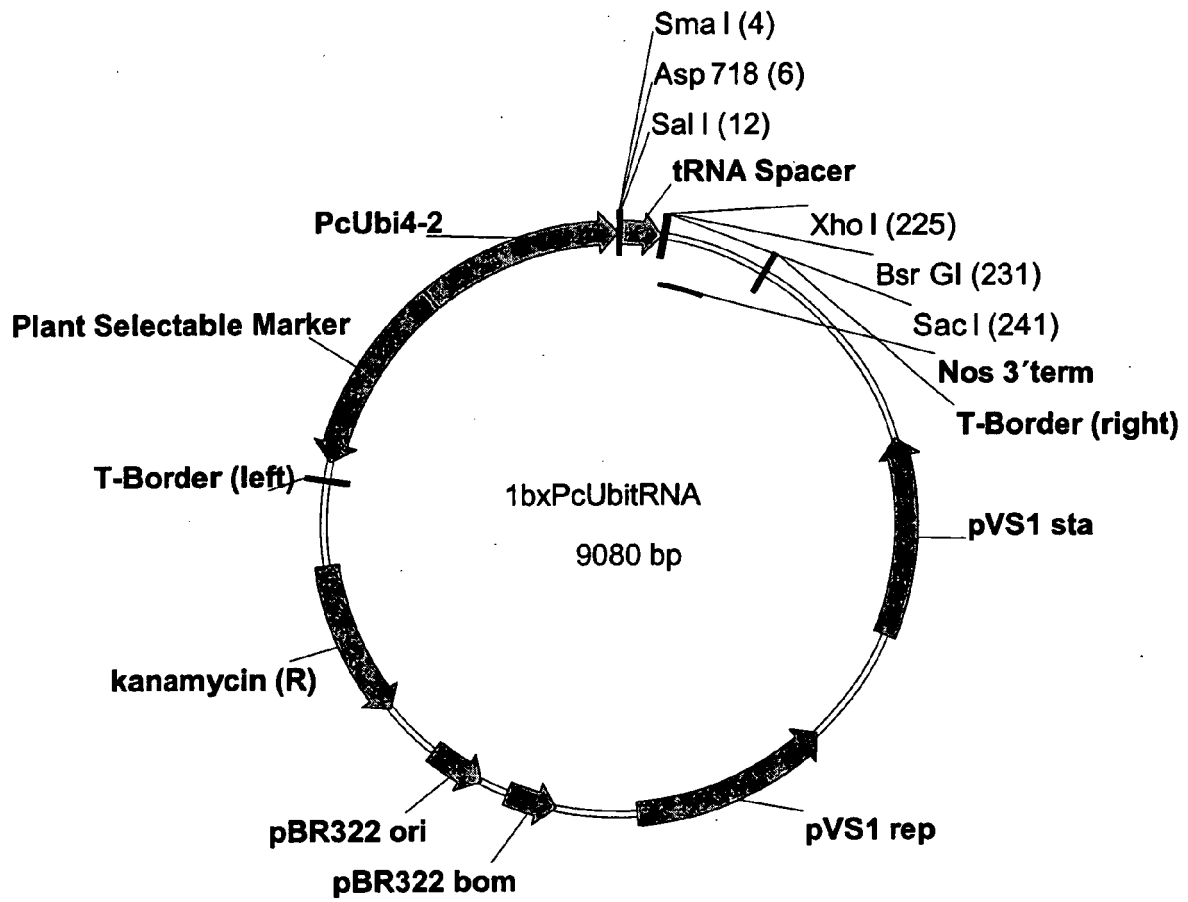 Sma I (4)
Asp 718 (6)
Sal I (12)
tRNA Spacer
PcUbi4-2
Xho I (225)
Bsr GI (231)
Sac I (241)
Plant Selectable Marker
Nos 3´term
T-Border (right)
T-Border (left)
1bxPcUbitRNA
9080 bp
pVS1 sta
kanamycin (R)
pBR322 ori
pVS1 rep
pBR322 bom